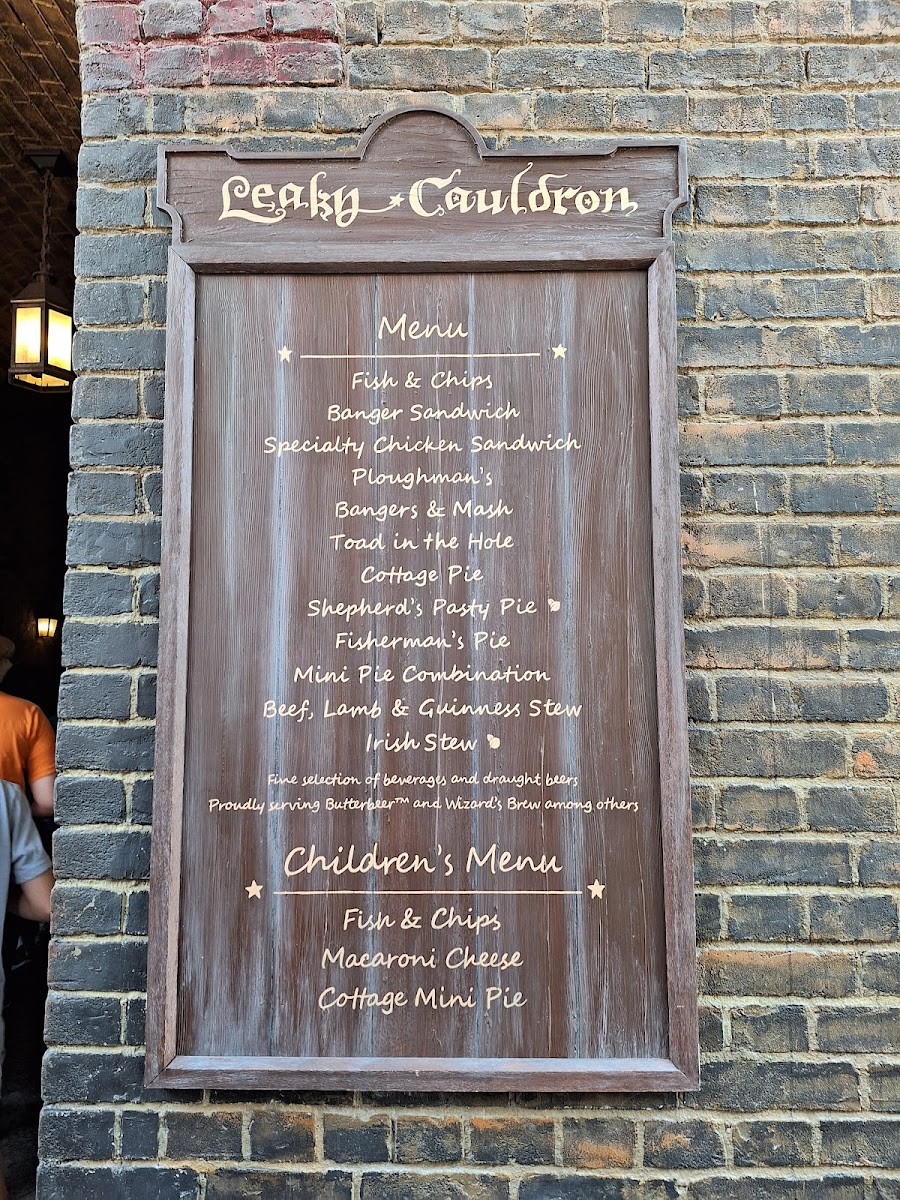 Leaky Cauldron
Menu
Fish & Chips
Banger Sandwich
Specialty Chicken Sandwich
Ploughman's
Bangers & Mash
Toad in the Hole
Cottage Pie
Shepherd's Pasty Pie
Fisherman's Pie
Mini Pie Combination
Beef, Lamb & Guinness Stew
Irish Stew
Fine selection of beverages and draught beers
Proudly serving Butterbeer™ and Wizard's Brew among others
Children's Menu
Fish & Chips
Macaroni Cheese
Cottage Mini Pie